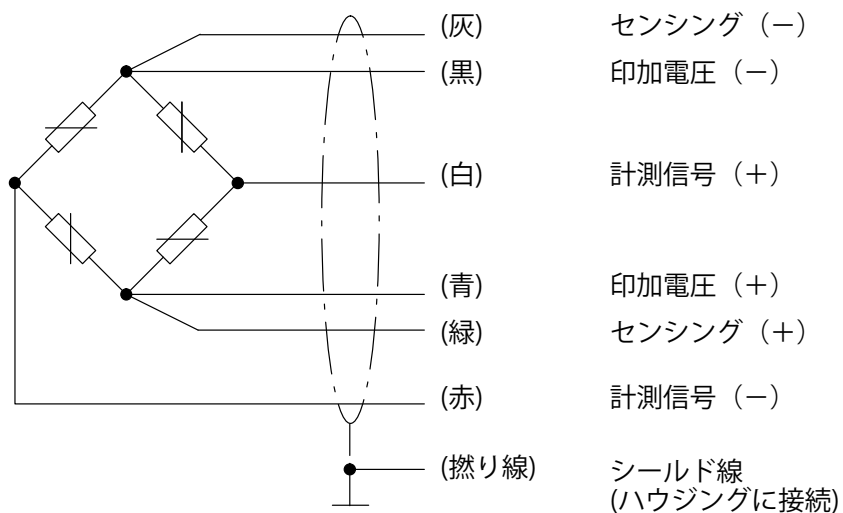 (灰) センシング（－）
(黒) 印加電圧（－）
(白) 計測信号（＋）
(青) 印加電圧（＋）
(緑) センシング（＋）
(赤) 計測信号（－）
(撚り線) シールド線
(ハウジングに接続)